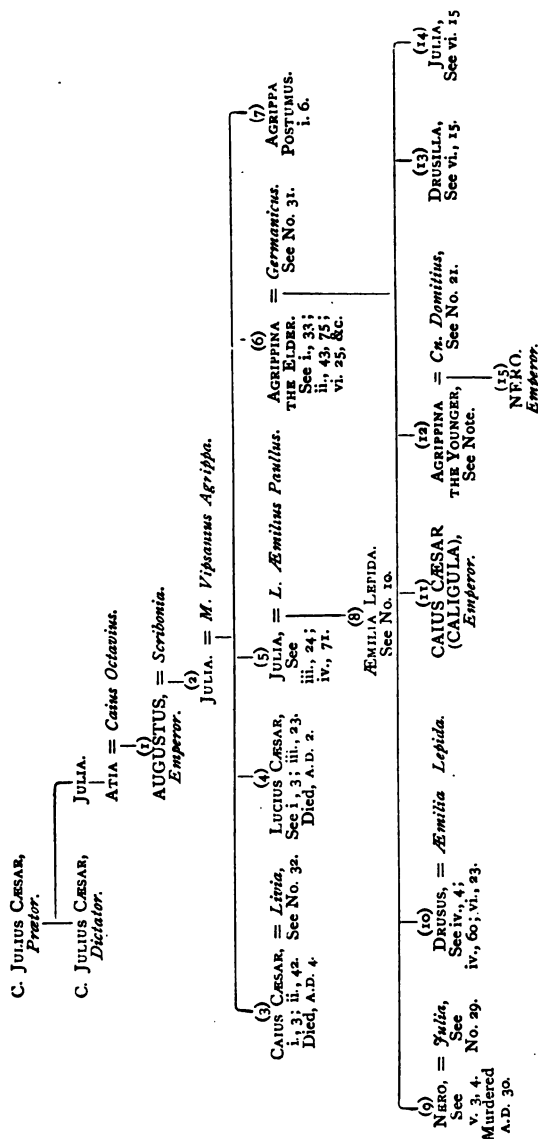 C. JULIUS CÆSAR,
Prætor.
C. JULIUS CÆSAR,
Dictator.
JULIA.
ATIA = Caius Octavius.
(1)
AUGUSTUS, = Scribonia.
Emperor.
(2)
JULIA. = M. Vipsanius Agrippa.
(3)
CAIUS CÆSAR, = Livia,
i., 3; ii., 42. See No. 32.
Died, A.D. 4.
(4)
LUCIUS CÆSAR,
See i, 3; iii., 23.
Died, A.D. 2.
(5)
JULIA, = L. Æmilius Paullus.
See
iii., 24;
iv., 71.
(6)
AGRIPPINA = Germanicus.
THE ELDER. See No. 31.
See i., 33;
ii., 43, 75;
vi. 25, &c.
(7)
AGRIPPA
POSTUMUS.
i. 6.
(8)
ÆMILIA LEPIDA.
See No. 10.
(9)
NERO, = Julia,
See See
v. 3, 4. No. 29.
Murdered
A.D. 30.
(10)
DRUSUS, = Æmilia Lepida.
See iv., 4;
iv., 60; vi., 23.
(11)
CAIUS CÆSAR
(CALIGULA),
Emperor.
(12)
AGRIPPINA = Cn. Domitius,
THE YOUNGER, See No. 21.
See Note.
(13)
DRUSILLA,
See vi., 15.
(14)
JULIA,
See vi. 15
(15)
NERO,
Emperor.